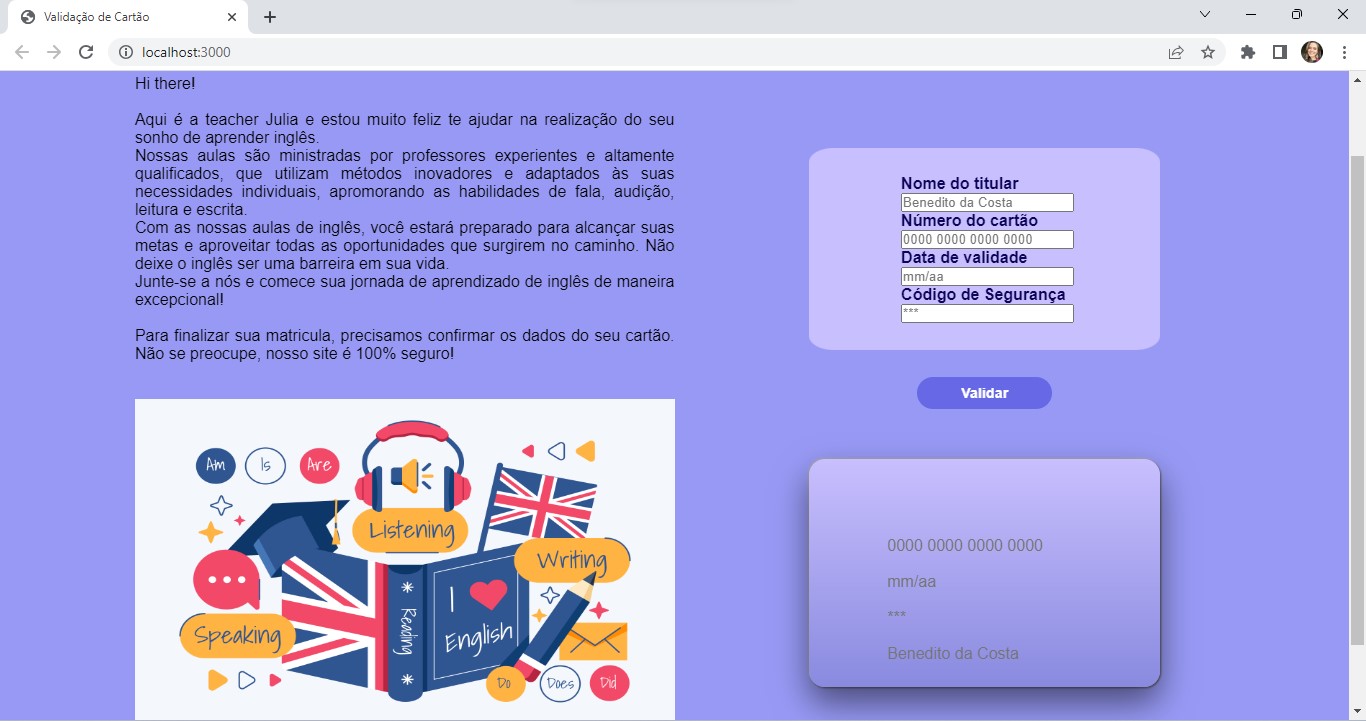 Validação de Cartão
localhost:3000
Hi there!
Aqui é a teacher Julia e estou muito feliz te ajudar na realização do seu
sonho de aprender inglês.
Nossas aulas são ministradas por professores experientes e altamente
qualificados, que utilizam métodos inovadores e adaptados às suas
necessidades individuais, apromorando as habilidades de fala, audição,
leitura e escrita.
Com as nossas aulas de inglês, você estará preparado para alcançar suas
metas e aproveitar todas as oportunidades que surgirem no caminho. Não
deixe o inglês ser uma barreira em sua vida.
Junte-se a nós e comece sua jornada de aprendizado de inglês de maneira
excepcional!
Para finalizar sua matricula, precisamos confirmar os dados do seu cartão.
Não se preocupe, nosso site é 100% seguro!
Am Is Are
Listening
Writing
Speaking
Reading
I
English
Do Does Did
Nome do titular
Benedito da Costa
Número do cartão
0000 0000 0000 0000
Data de validade
mm/aa
Código de Segurança
***
Validar
0000 0000 0000 0000
mm/aa
***
Benedito da Costa